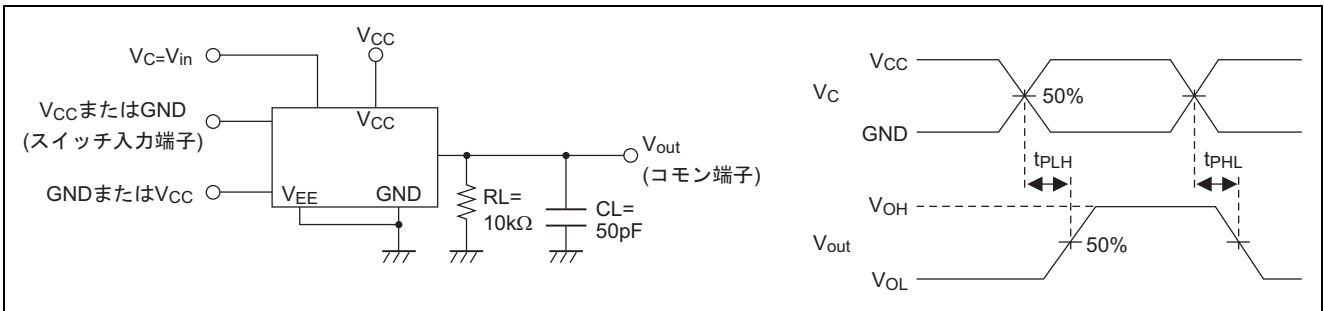 VC=Vin
VCC
VCCまたはGND
(スイッチ入力端子)
VCC
GNDまたはVCC
VEE
GND
RL=
10kΩ
CL=
50pF
Vout
(コモン端子)
VCC
VC
50%
GND
tPLH
tPHL
VOH
Vout
50%
VOL